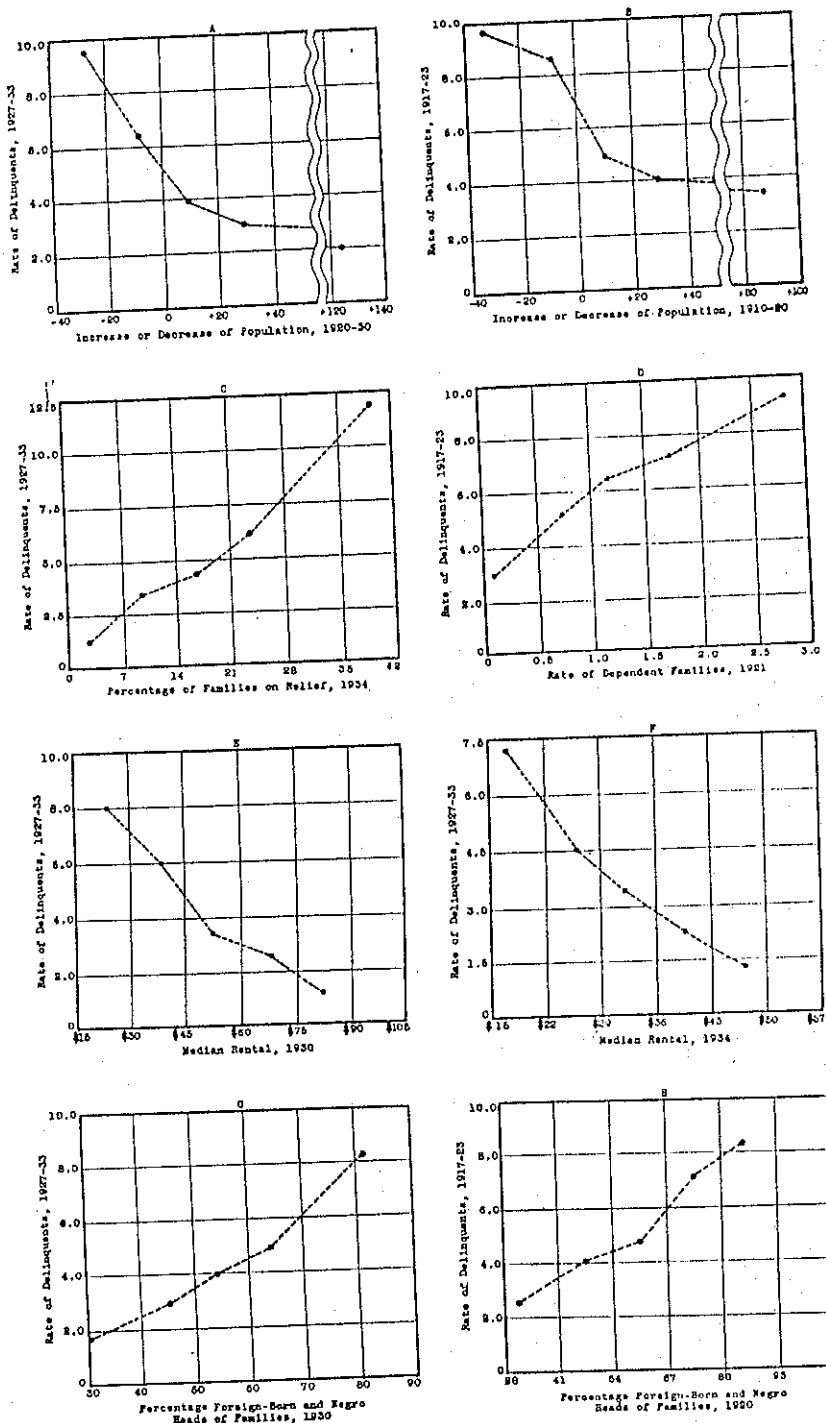 A
10.0
8.0
6.0
4.0
2.0
0
Rate of Delinquents, 1927-33
-40 -20 0 +20 +120 +140
Increase or Decrease of Population, 1920-30
B
10.0
8.0
6.0
4.0
2.0
0
Rate of Delinquents, 1917-23
-40 -20 0 +20 +40 +80 +100
Increase or Decrease of Population, 1910-20
C
12.5
10.0
7.5
5.0
2.5
0
Rate of Delinquents, 1927-33
0 7 14 21 28 35 42
Percentage of Families on Relief, 1934
D
10.0
8.0
6.0
4.0
2.0
0
Rate of Delinquents, 1917-23
0.5 1.0 1.5 2.0 2.5 3.0
Rate of Dependent Families, 1921
E
10.0
8.0
6.0
4.0
2.0
0
Rate of Delinquents, 1927-33
$15 $30 $45 $60 $75 $90 $105
Median Rental, 1930
F
7.5
6.0
4.5
3.0
1.5
0
Rate of Delinquents, 1927-33
$15 $22 $29 $36 $43 $50 $57
Median Rental, 1934
G
10.0
8.0
6.0
4.0
2.0
0
Rate of Delinquents, 1927-33
30 40 50 60 70 80 90
Percentage Foreign-Born and Negro
Heads of Families, 1930
H
10.0
8.0
6.0
4.0
2.0
0
Rate of Delinquents, 1917-23
28 41 54 67 80 93
Percentage Foreign-Born and Negro
Heads of Families, 1920